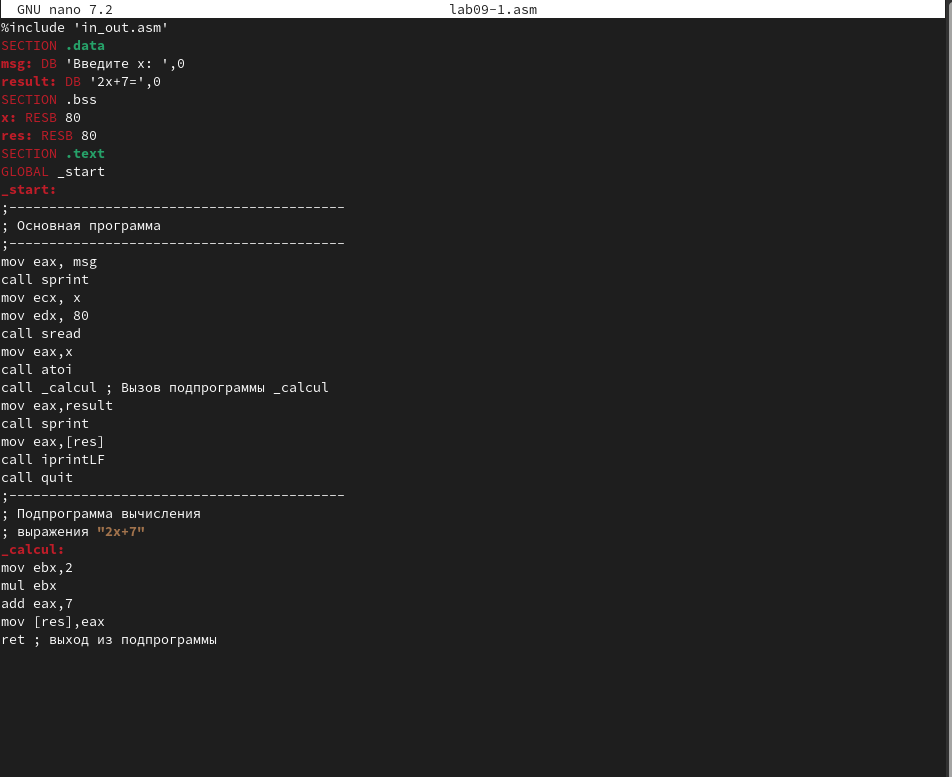 GNU nano 7.2 lab09-1.asm
%include 'in_out.asm'
SECTION .data
msg: DB 'Введите x: ',0
result: DB '2x+7=',0
SECTION .bss
x: RESB 80
res: RESB 80
SECTION .text
GLOBAL _start
_start:
;------------------------------------------
; Основная программа
;------------------------------------------
mov eax, msg
call sprint
mov ecx, x
mov edx, 80
call sread
mov eax,x
call atoi
call _calcul ; Вызов подпрограммы _calcul
mov eax,result
call sprint
mov eax,[res]
call iprintLF
call quit
;------------------------------------------
; Подпрограмма вычисления
; выражения "2x+7"
_calcul:
mov ebx,2
mul ebx
add eax,7
mov [res],eax
ret ; выход из подпрограммы